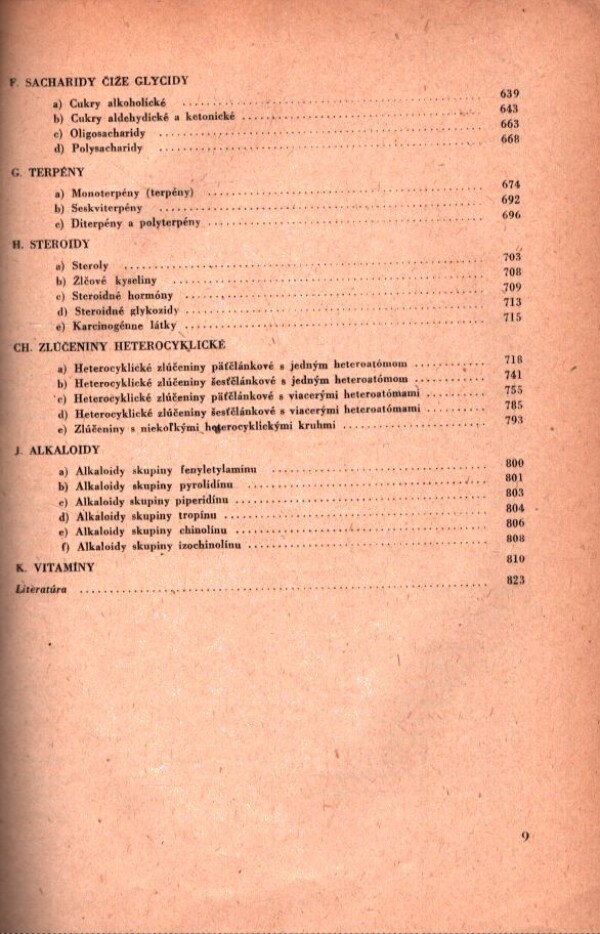 F. SACHARIDY ČIŽE GLYCIDY
a) Cukry alkoholické 639
b) Cukry aldehydické a ketonické 643
c) Oligosacharidy 663
d) Polysacharidy 668
G. TERPÉNY
a) Monoterpény (terpény) 674
b) Seskviterpény 692
c) Diterpény a polyterpény 696
H. STEROIDY
a) Steroly 703
b) Žlčové kyseliny 708
c) Steroidné hormóny 709
d) Steroidné glykozidy 713
e) Karcinogénne látky 715
CH. ZLÚČENINY HETEROCYKLICKÉ
a) Heterocyklické zlúčeniny päťčlánkové s jedným heteroatómom 718
b) Heterocyklické zlúčeniny šesťčlánkové s jedným heteroatómom 741
c) Heterocyklické zlúčeniny päťčlánkové s viacerými heteroatómami 755
d) Heterocyklické zlúčeniny šesťčlánkové s viacerými heteroatómami 785
e) Zlúčeniny s niekoľkými heterocyklickými kruhmi 793
J. ALKALOIDY
a) Alkaloidy skupiny fenyletylamínu 800
b) Alkaloidy skupiny pyrolidínu 801
c) Alkaloidy skupiny piperidínu 803
d) Alkaloidy skupiny tropínu 804
e) Alkaloidy skupiny chinolínu 806
f) Alkaloidy skupiny izochinolínu 808
K. VITAMÍNY 810
Literatúra 823
9